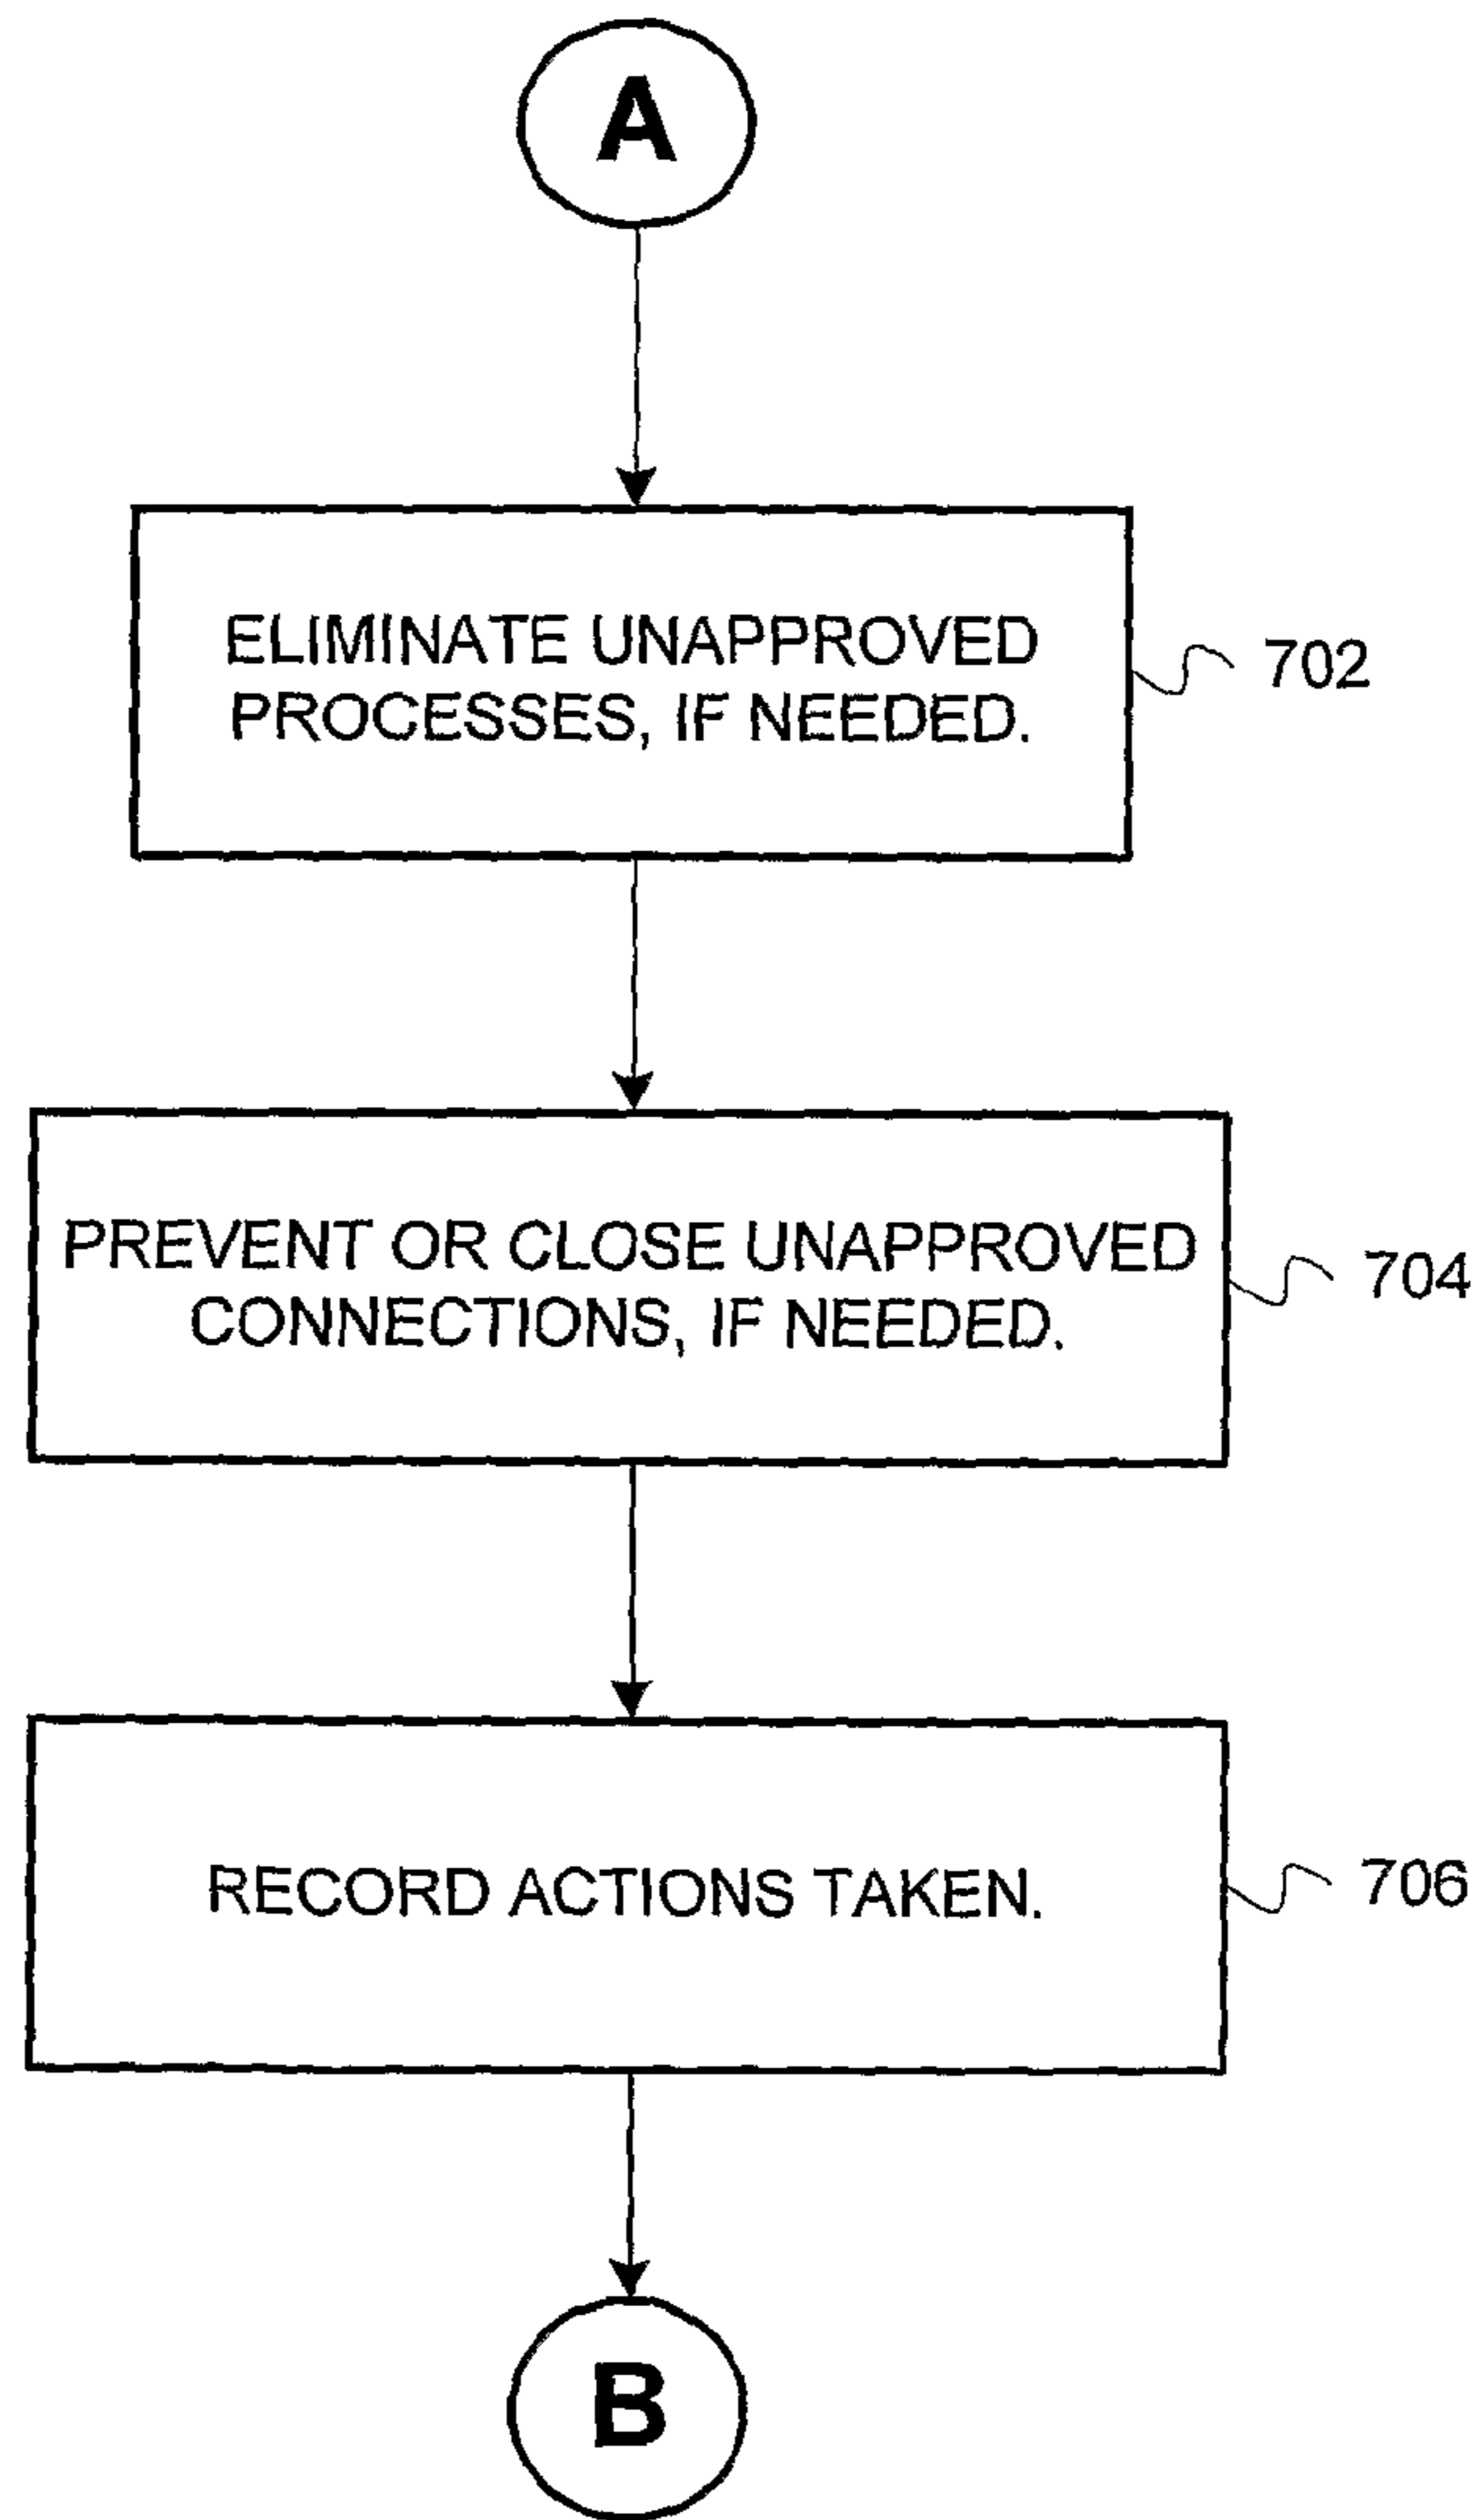 A
ELIMINATE UNAPPROVED
PROCESSES, IF NEEDED.
702
PREVENT OR CLOSE UNAPPROVED
CONNECTIONS, IF NEEDED.
704
RECORD ACTIONS TAKEN.
706
B